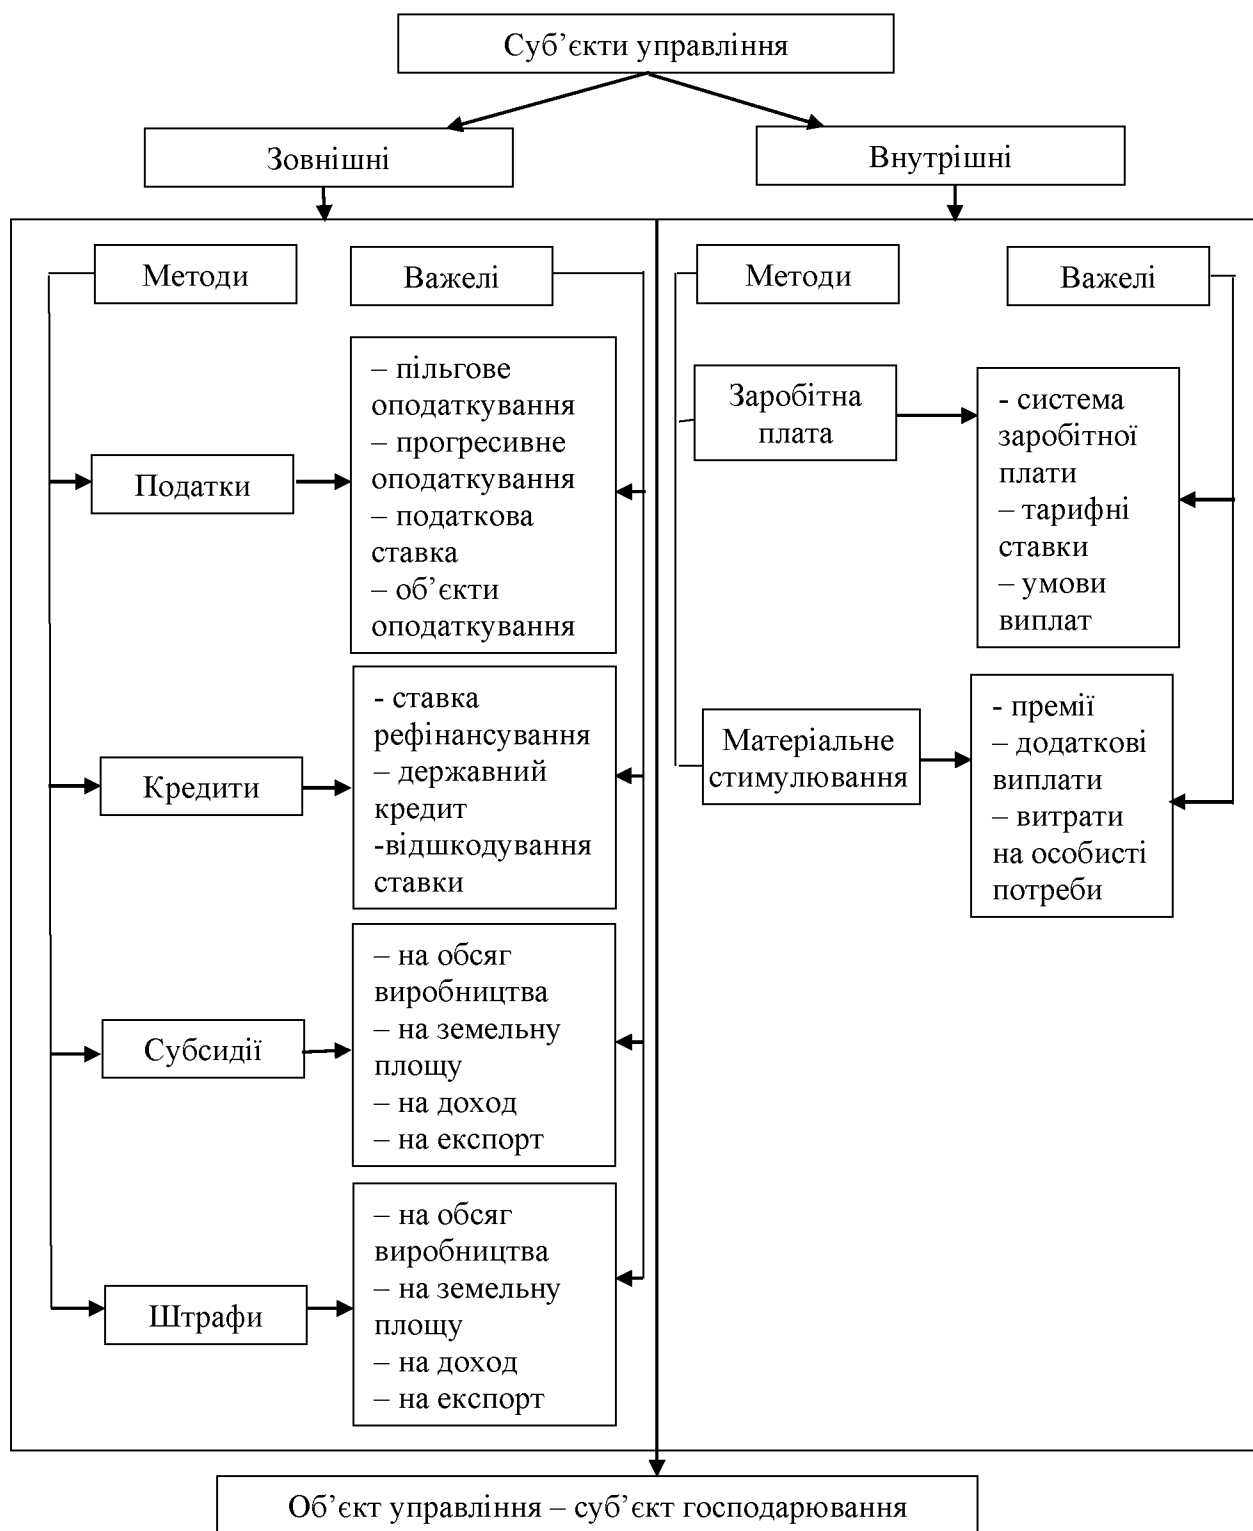 Суб’єкти управління
Зовнішні
Внутрішні
Методи
Важелі
Методи
Важелі
Податки
– пільгове
оподаткування
– прогресивне
оподаткування
– податкова
ставка
– об’єкти
оподаткування
Кредити
- ставка
рефінансування
– державний
кредит
-відшкодування
ставки
Субсидії
– на обсяг
виробництва
– на земельну
площу
– на доход
– на експорт
Штрафи
– на обсяг
виробництва
– на земельну
площу
– на доход
– на експорт
Заробітна
плата
- система
заробітної
плати
– тарифні
ставки
– умови
виплат
Матеріальне
стимулювання
- премії
– додаткові
виплати
– витрати
на особисті
потреби
Об’єкт управління – суб’єкт господарювання